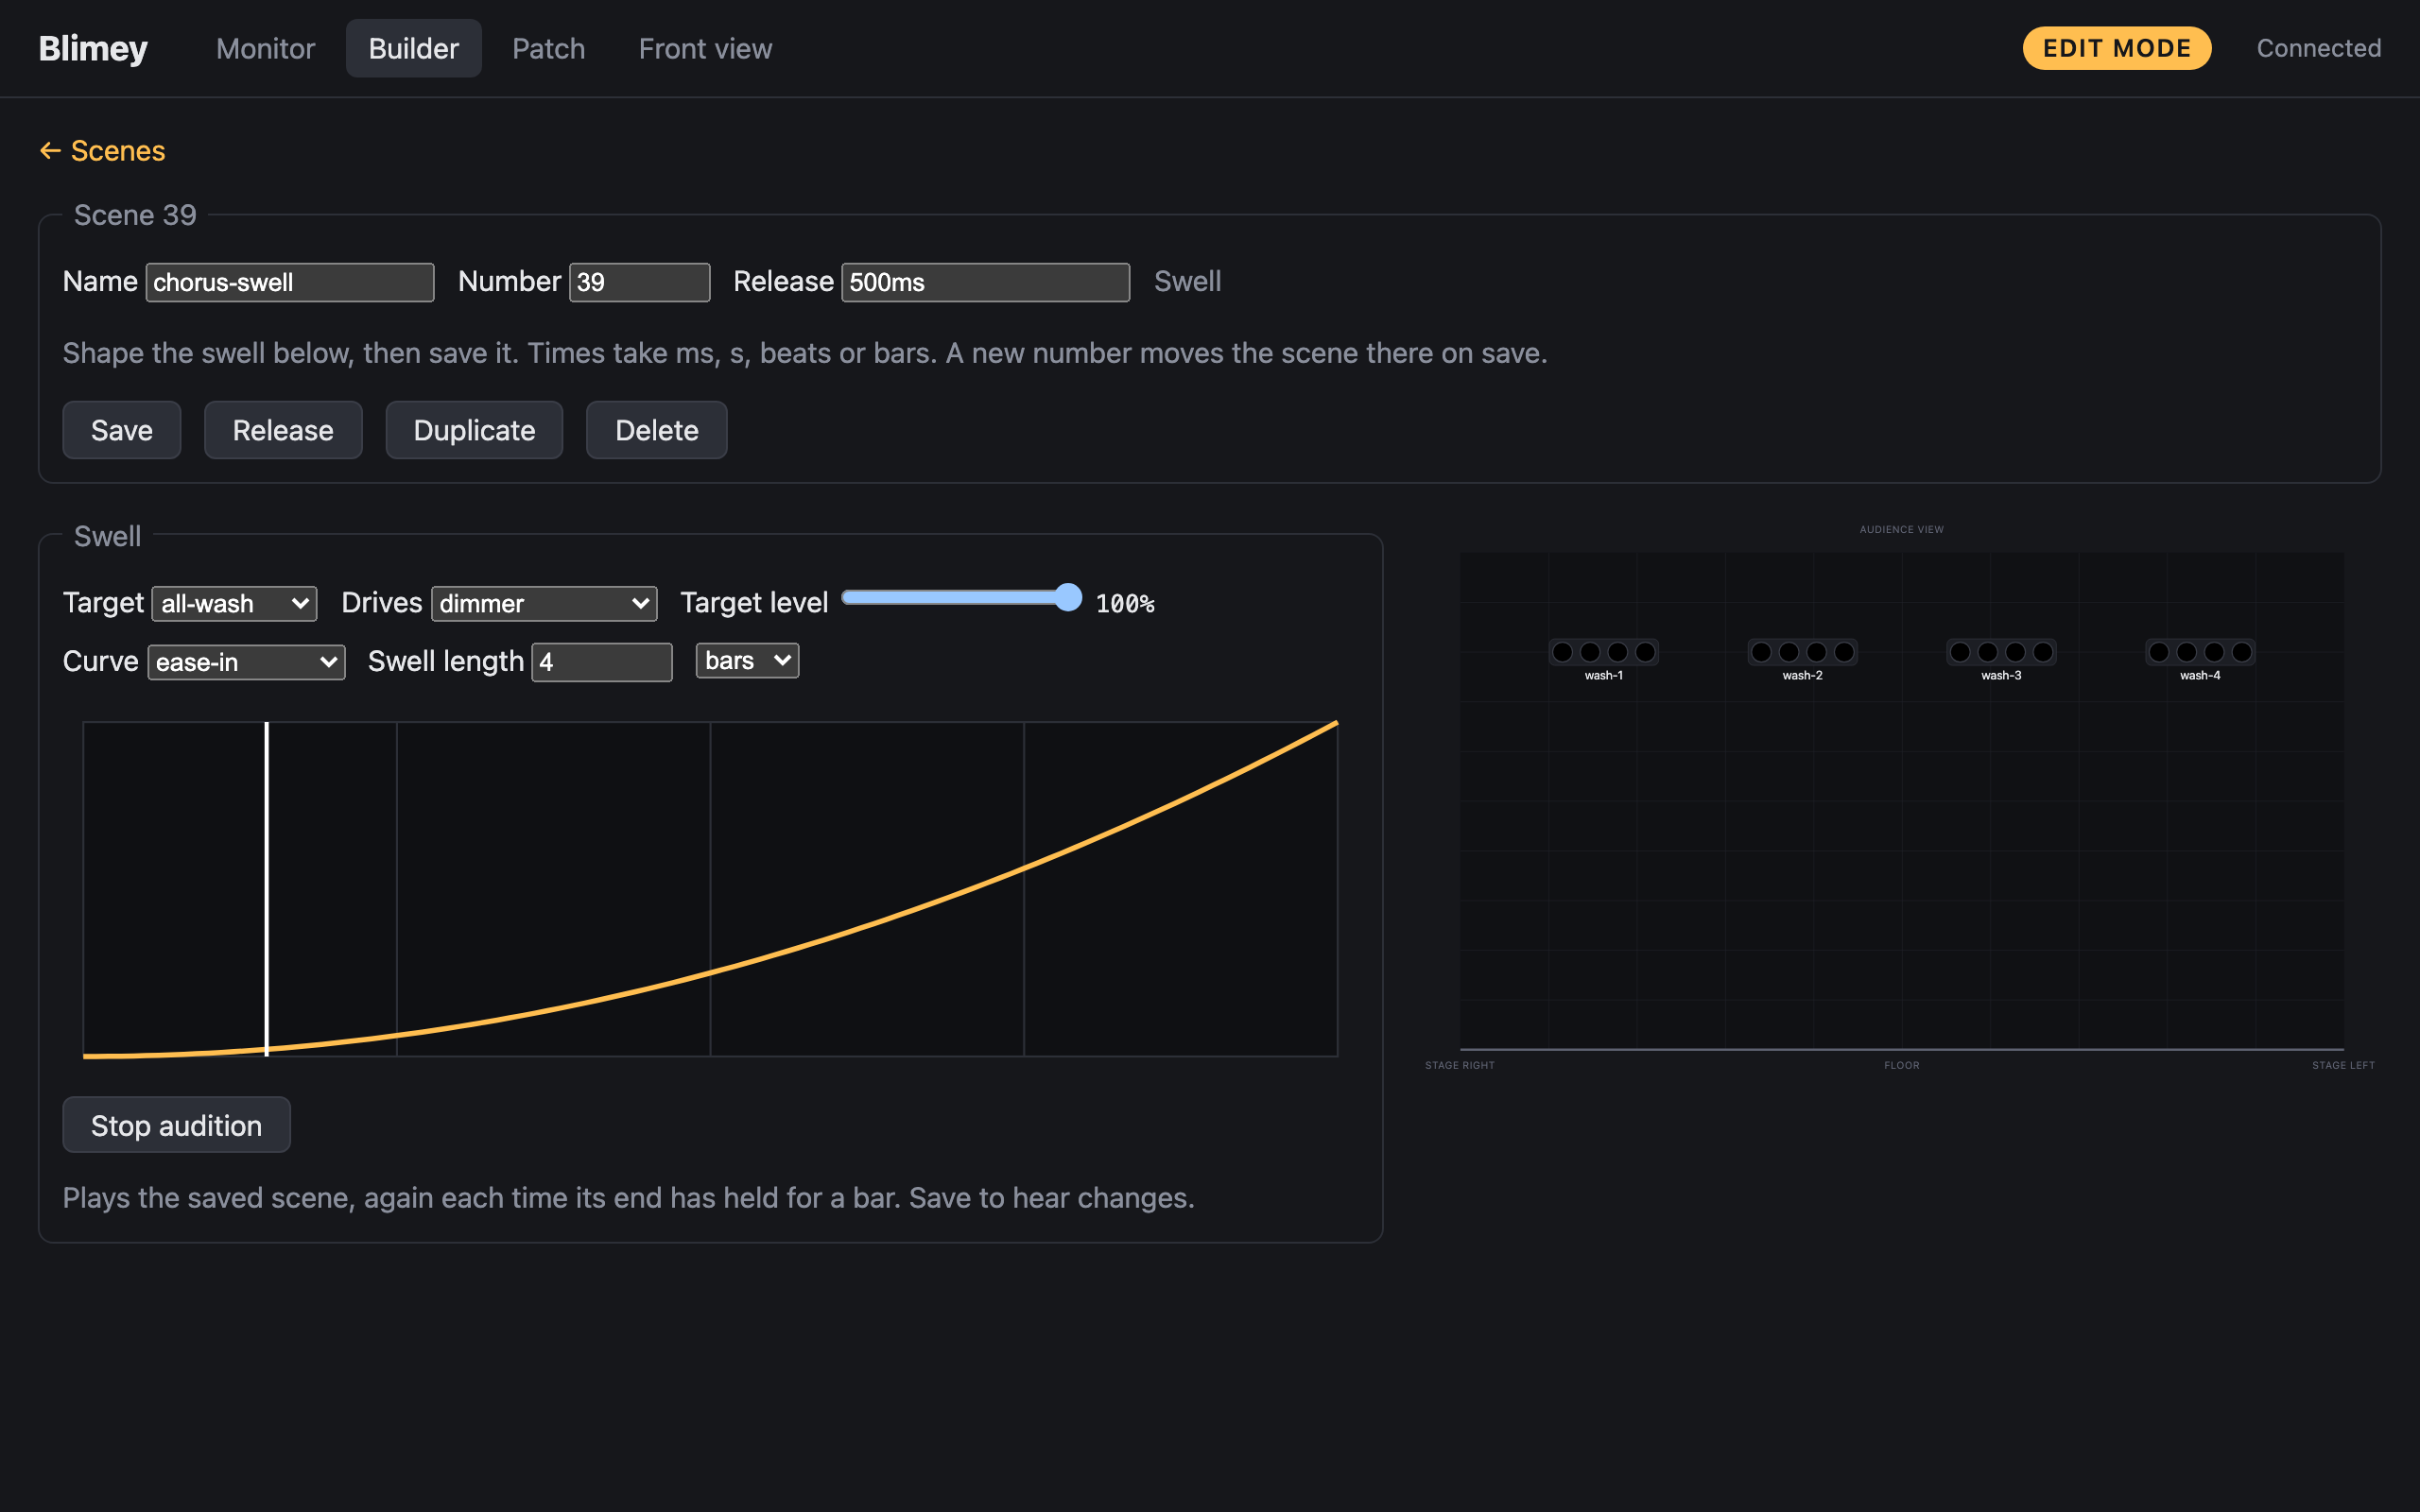 Blimey Monitor Builder Patch Front view EDIT MODE Connected
← Scenes
Scene 39
Name chorus-swell Number 39 Release 500ms Swell
Shape the swell below, then save it. Times take ms, s, beats or bars. A new number moves the scene there on save.
Save Release Duplicate Delete
Swell
Target all-wash Drives dimmer Target level 100%
Curve ease-in Swell length 4 bars
Stop audition
Plays the saved scene, again each time its end has held for a bar. Save to hear changes.
AUDIENCE VIEW
wash-1 wash-2 wash-3 wash-4
STAGE RIGHT FLOOR STAGE LEFT